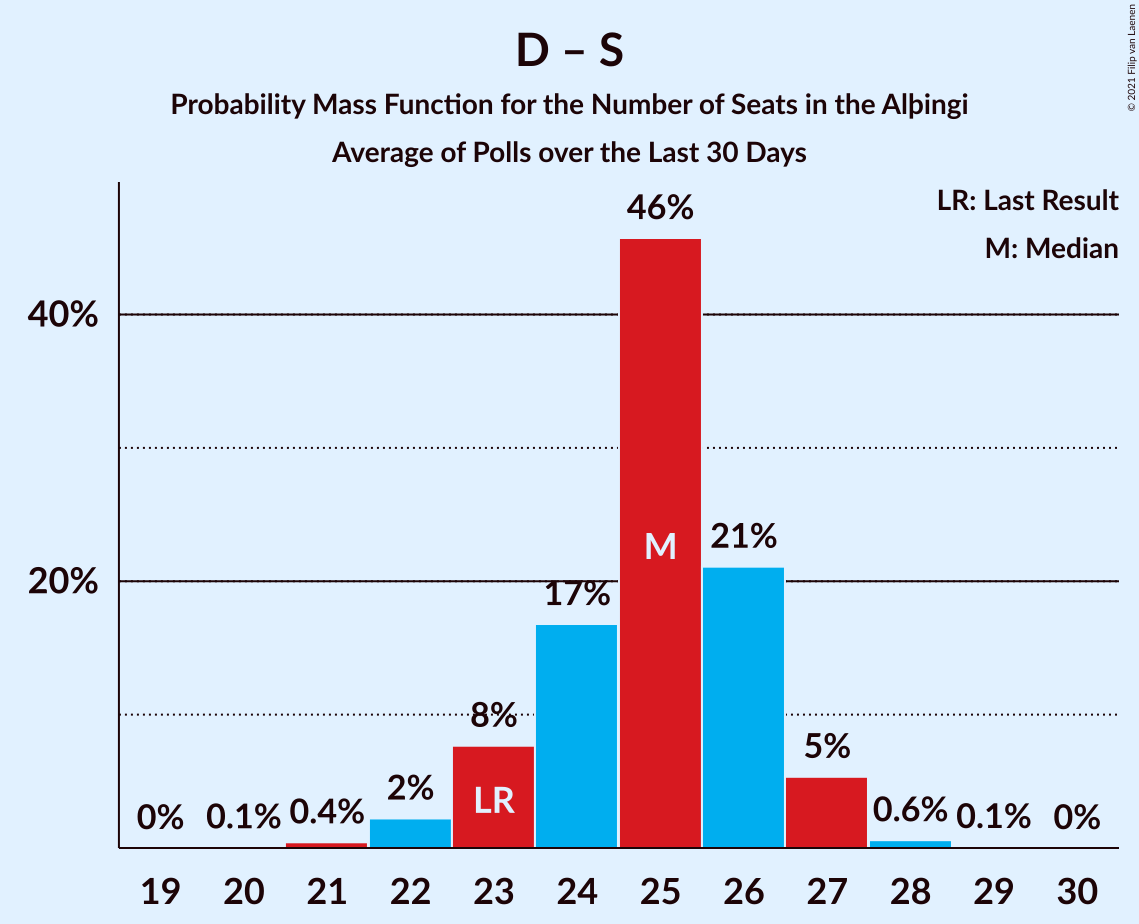 D – S
Probability Mass Function for the Number of Seats in the Alþingi
Average of Polls over the Last 30 Days
© 2021 Filip van Laenen
LR: Last Result
M: Median
40%
20%
0%
0.1%
0.4%
2%
8%
17%
46%
21%
5%
0.6%
0.1%
0%
LR
M
19 20 21 22 23 24 25 26 27 28 29 30